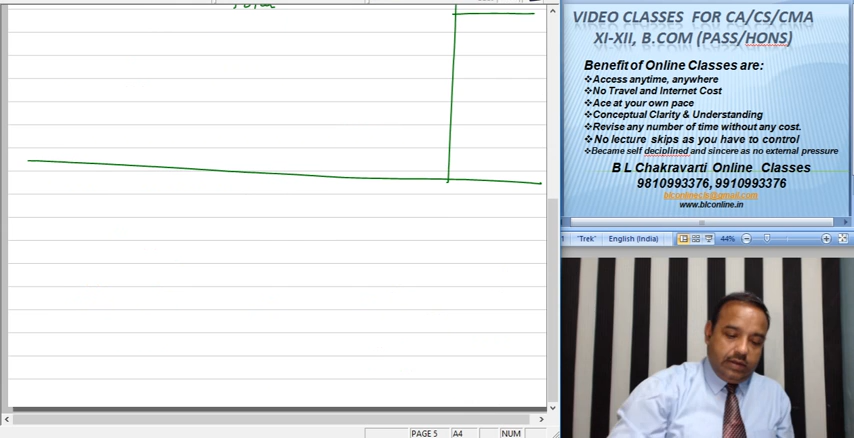 Total
VIDEO CLASSES FOR CA/CS/CMA
XI-XII, B.COM (PASS/HONS)
Benefit of Online Classes are:
❖Access anytime, anywhere
❖No Travel and Internet Cost
❖Ace at your own pace
❖Conceptual Clarity & Understanding
❖Revise any number of time without any cost.
❖No lecture skips as you have to control
❖Became self deciplined and sincere as no external pressure
B L Chakravarti Online Classes
9810993376, 9910993376
www.blconline.in
1 "Trek" English (India) 44%
PAGE 5 A4 NUM